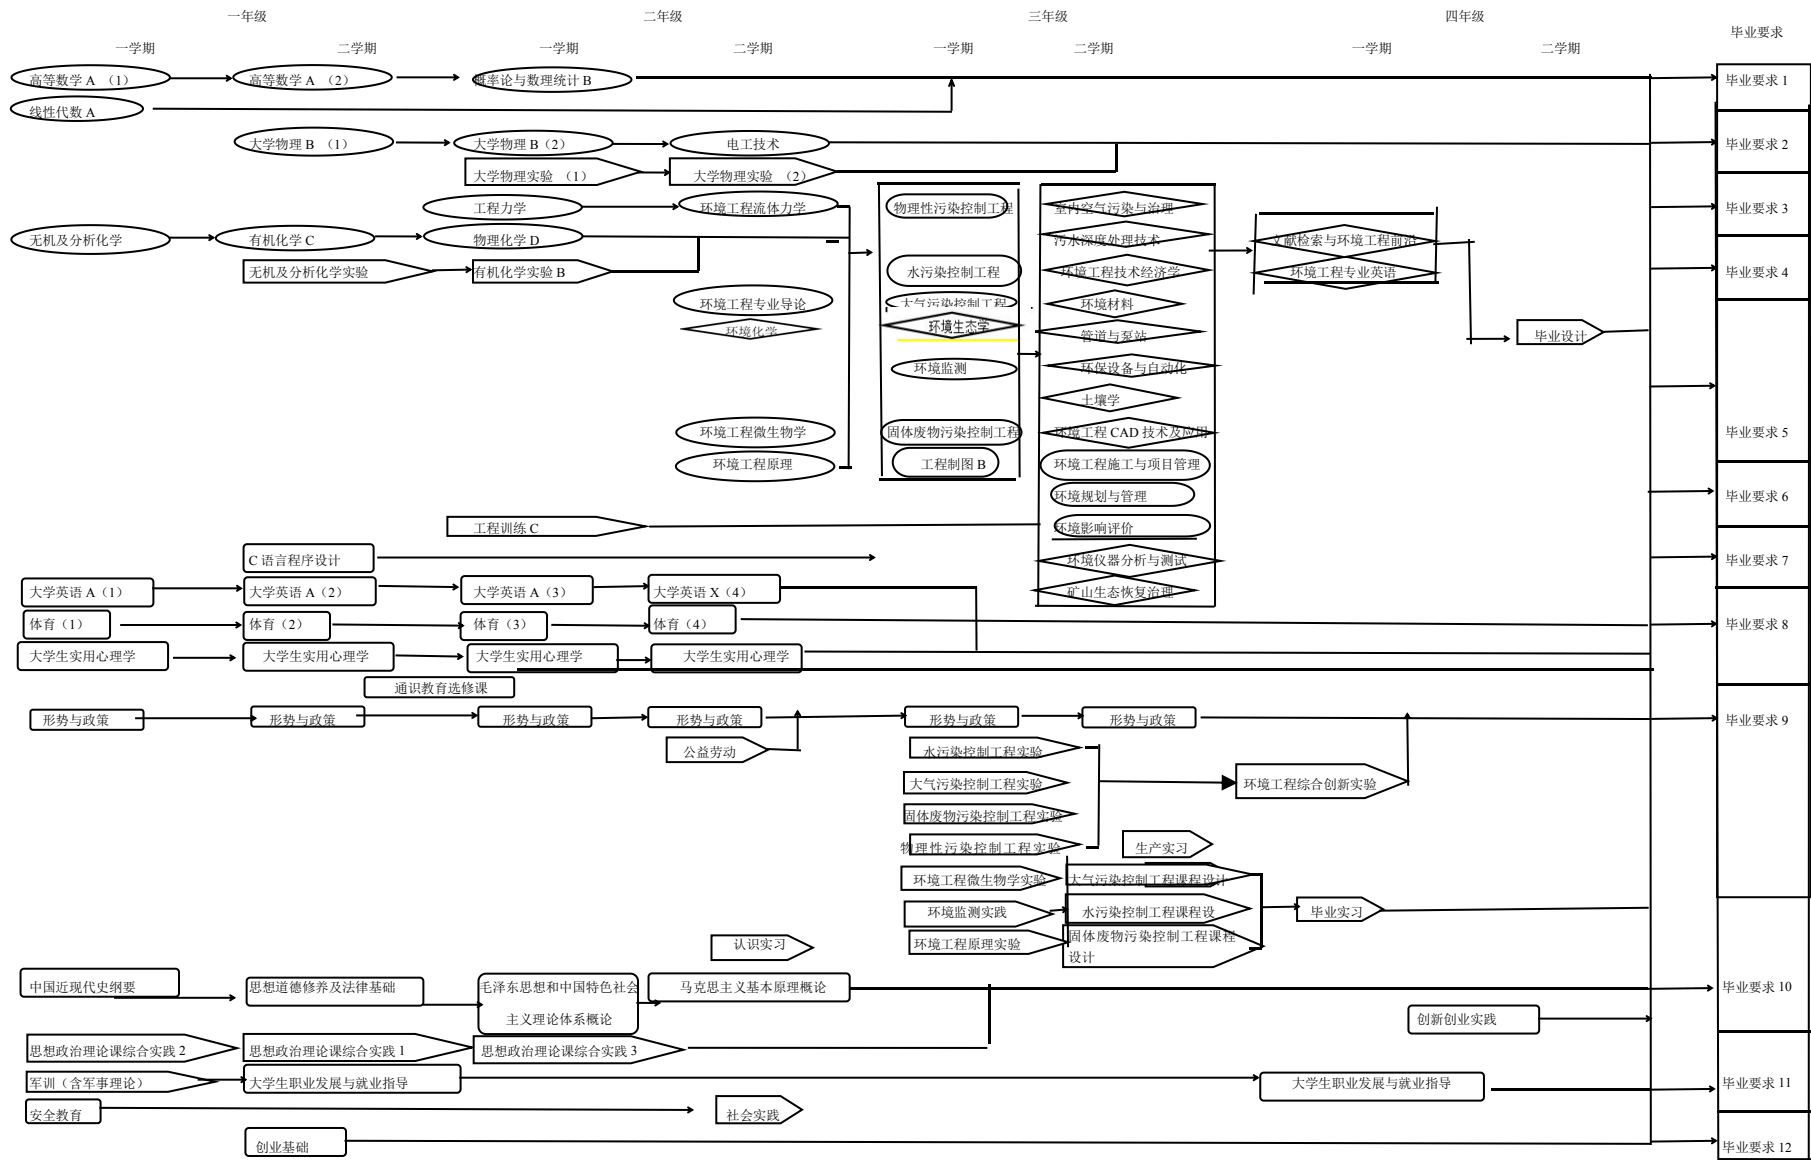 一年级 二年级 三年级 四年级
毕业要求
一学期 二学期 一学期 二学期 一学期 二学期 一学期 二学期
高等数学 A （1） 高等数学 A （2） 概率论与数理统计 B 毕业要求 1
线性代数 A
大学物理 B （1） 大学物理 B（2） 电工技术 毕业要求 2
大学物理实验 （1） 大学物理实验 （2）
工程力学 环境工程流体力学 物理性污染控制工程 室内空气污染与治理 毕业要求 3
无机及分析化学 有机化学 C 物理化学 D 污水深度处理技术 文献检索与环境工程前沿
无机及分析化学实验 有机化学实验 B 水污染控制工程 环境工程技术经济学 环境工程专业英语 毕业要求 4
环境工程专业导论 大气污染控制工程 环境材料
环境化学 环境生态学 管道与泵站 毕业设计
环境监测 环保设备与自动化
土壤学
环境工程微生物学 固体废物污染控制工程 环境工程 CAD 技术及应用 毕业要求 5
环境工程原理 工程制图 B 环境工程施工与项目管理
环境规划与管理 毕业要求 6
工程训练 C 环境影响评价
C 语言程序设计 环境仪器分析与测试 毕业要求 7
大学英语 A（1） 大学英语 A（2） 大学英语 A（3） 大学英语 X（4） 矿山生态恢复治理
体育（1） 体育（2） 体育（3） 体育（4） 毕业要求 8
大学生实用心理学 大学生实用心理学 大学生实用心理学 大学生实用心理学
通识教育选修课
形势与政策 形势与政策 形势与政策 形势与政策 形势与政策 形势与政策 毕业要求 9
公益劳动 水污染控制工程实验
大气污染控制工程实验 环境工程综合创新实验
固体废物污染控制工程实验
物理性污染控制工程实验 生产实习
环境工程微生物学实验 大气污染控制工程课程设计
环境监测实践 水污染控制工程课程设 毕业实习
认识实习 环境工程原理实验 固体废物污染控制工程课程
设计
中国近现代史纲要 思想道德修养及法律基础 毛泽东思想和中国特色社会 马克思主义基本原理概论 毕业要求 10
主义理论体系概论 创新创业实践
思想政治理论课综合实践 2 思想政治理论课综合实践 1 思想政治理论课综合实践 3
军训（含军事理论） 大学生职业发展与就业指导 大学生职业发展与就业指导 毕业要求 11
安全教育 社会实践
创业基础 毕业要求 12